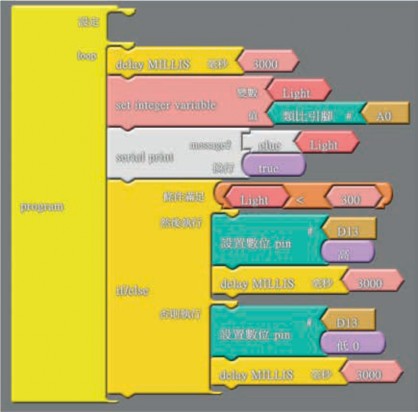 設定
loop
delay MILLIS 毫秒 3000
set integer variable
變數 Light
值 類比引腳 # A0
serial print
message? glue Light
換行 true
program
if/else
條件滿足 Light < 300
然後執行
設置數位 pin
# D13
高
delay MILLIS 毫秒 3000
否則執行
設置數位 pin
# D13
低 0
delay MILLIS 毫秒 3000